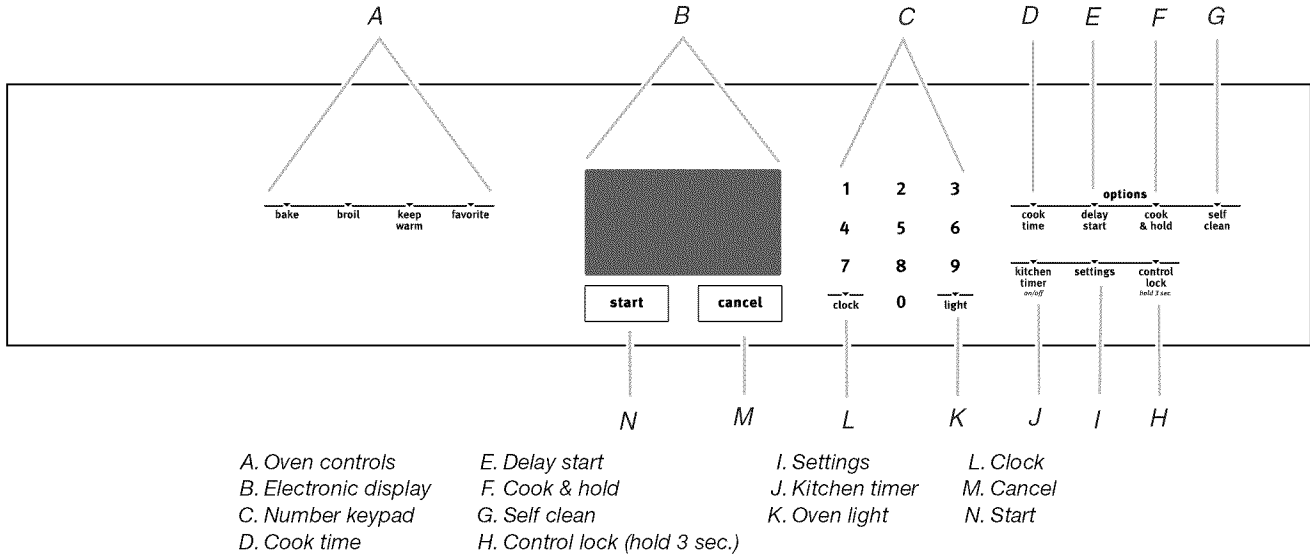 A B C D E F G
options
bake broil keep warm favorite
1 2 3
4 5 6
7 8 9
clock 0 light
start cancel
cook time delay start cook & hold self clean
kitchen timer on/off settings control lock hold 3 sec.
N M L K J I H
A. Oven controls
B. Electronic display
C. Number keypad
D. Cook time
E. Delay start
F. Cook & hold
G. Self clean
H. Control lock (hold 3 sec.)
I. Settings
J. Kitchen timer
K. Oven light
L. Clock
M. Cancel
N. Start